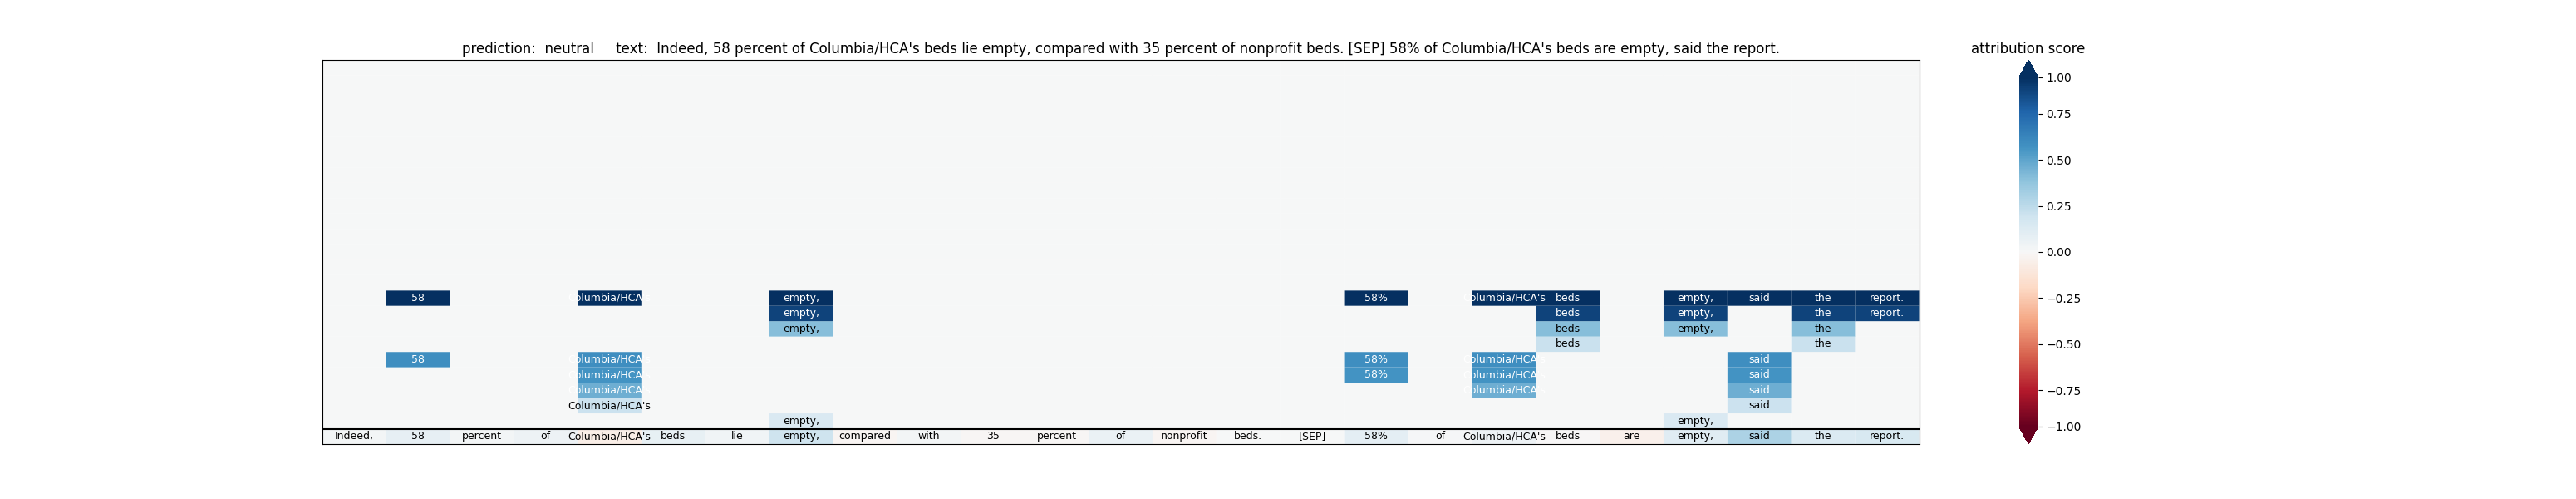 prediction:  neutral     text:  Indeed, 58 percent of Columbia/HCA's beds lie empty, compared with 35 percent of nonprofit beds. [SEP] 58% of Columbia/HCA's beds are empty, said the report.
attribution score
1.00
0.75
0.50
0.25
0.00
−0.25
−0.50
−0.75
−1.00
58 olumbia/HCA empty, 58% olumbia/HCA's beds empty, said the report.
empty, beds empty, the report.
empty, beds empty, the
beds the
58 olumbia/HCA 58% olumbia/HCA said
olumbia/HCA 58% olumbia/HCA said
olumbia/HCA olumbia/HCA said
Columbia/HCA's said
empty, empty,
Indeed, 58 percent of Columbia/HCA's beds lie empty, compared with 35 percent of nonprofit beds. [SEP] 58% of Columbia/HCA's beds are empty, said the report.